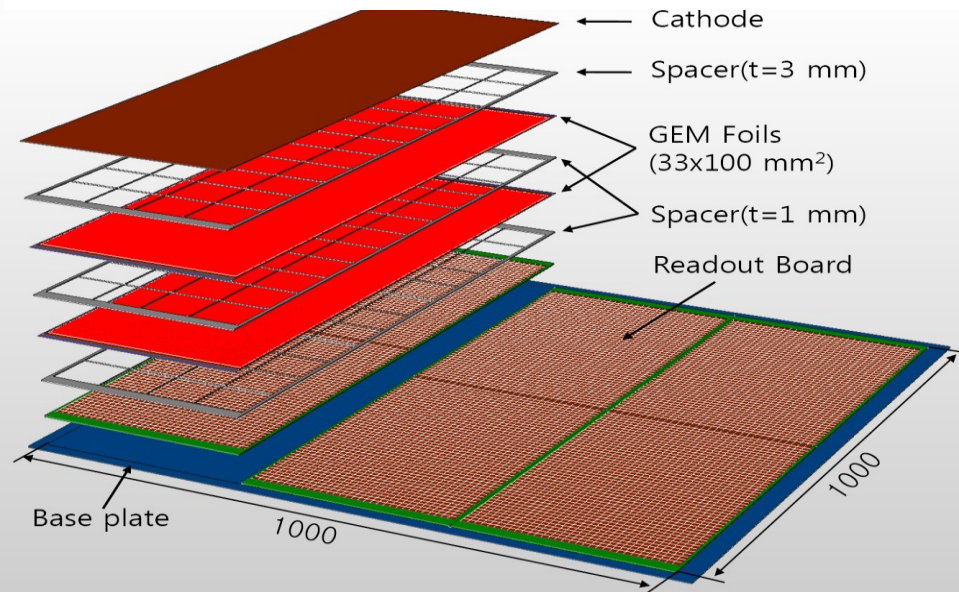 Cathode
Spacer(t=3 mm)
GEM Foils
(33x100 mm²)
Spacer(t=1 mm)
Readout Board
Base plate
1000
1000